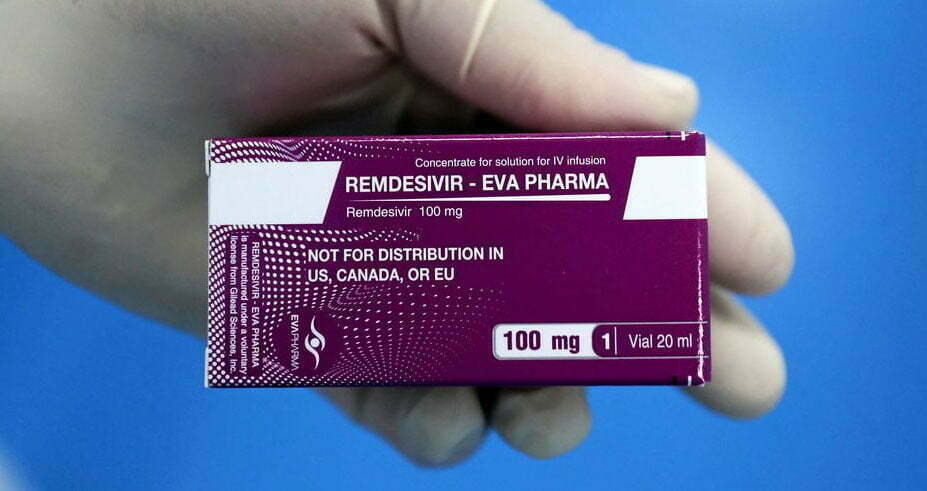 Concentrate for solution for IV infusion
REMDESIVIR - EVA PHARMA
Remdesivir 100 mg
NOT FOR DISTRIBUTION IN
US, CANADA, OR EU
REMDESIVIR - EVA PHARMA
is manufactured under a voluntary
license from Gilead Sciences, Inc.
EVAPHARMA
100 mg 1 Vial 20 ml